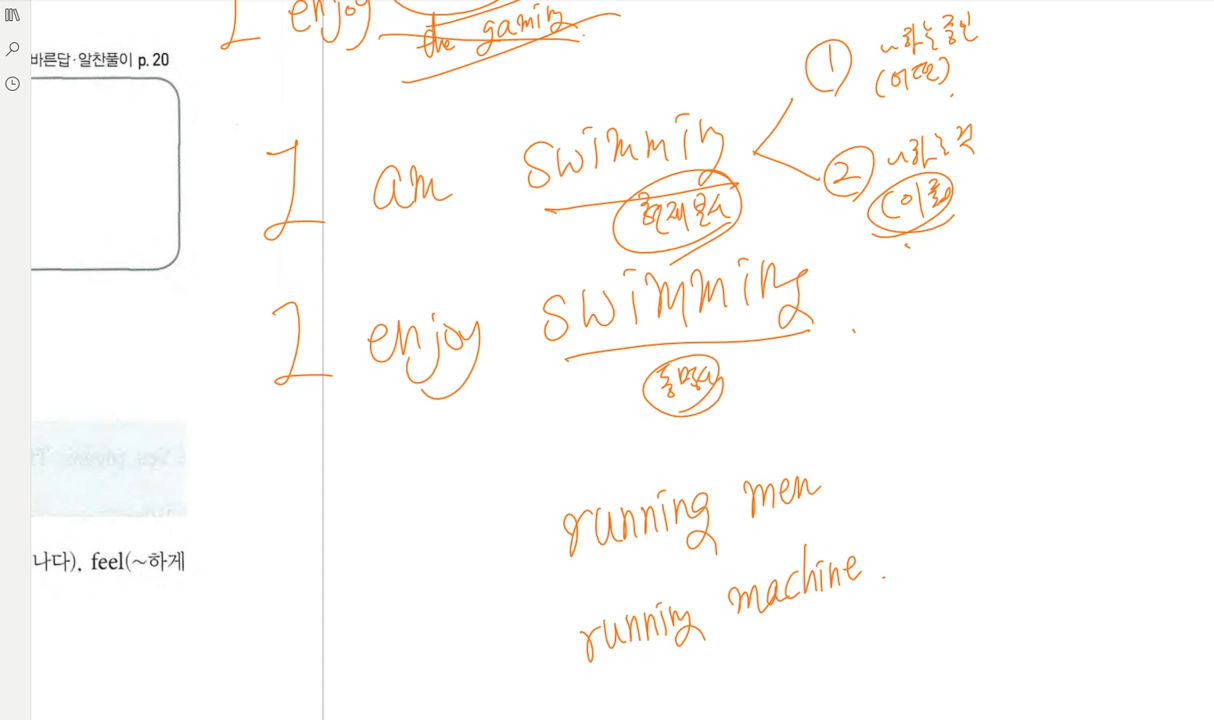 I enjoy
the gaming.
바른답·알찬풀이 p. 20
① ~하는 중인
(어떤)
I am swimming
② ~하는 것
(이름)
현재분사
I enjoy swimming.
동명사
running men
나다), feel(~하게
running machine.